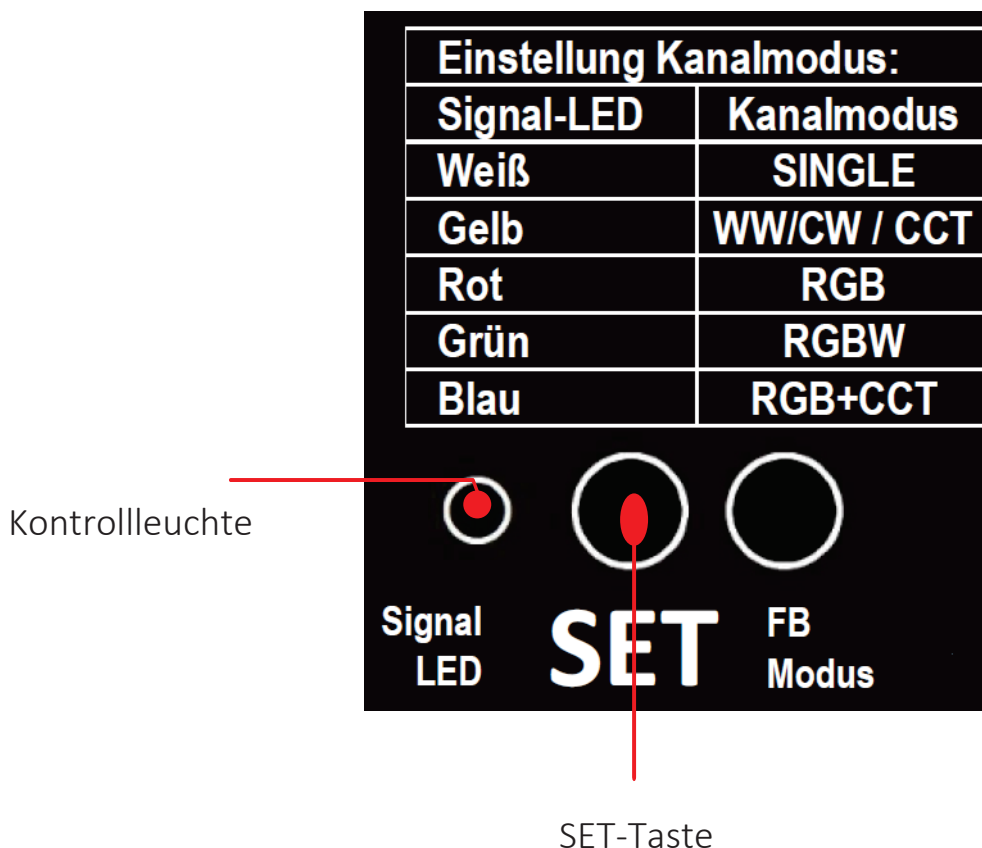 Einstellung Kanalmodus:
Signal-LED Kanalmodus
Weiß SINGLE
Gelb WW/CW / CCT
Rot RGB
Grün RGBW
Blau RGB+CCT
Kontrollleuchte
Signal LED
SET
FB Modus
SET-Taste